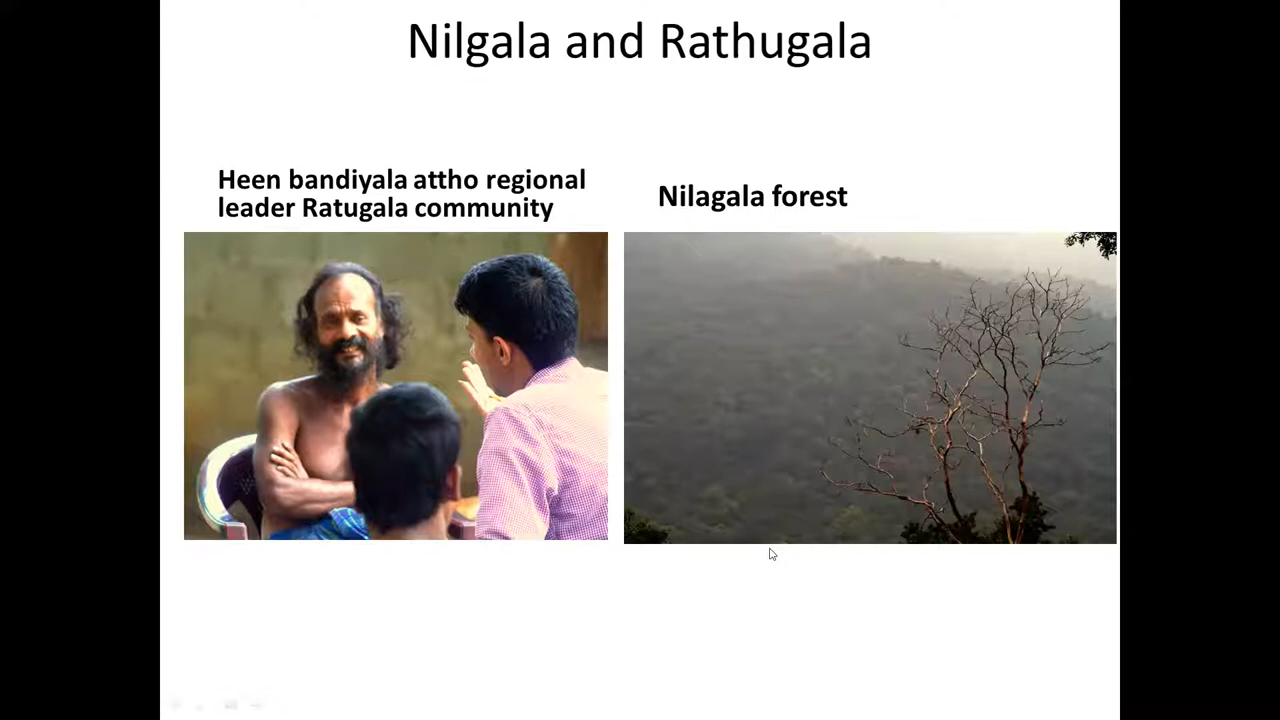 Nilgala and Rathugala
Heen bandiyala attho regional
leader Ratugala community
Nilagala forest